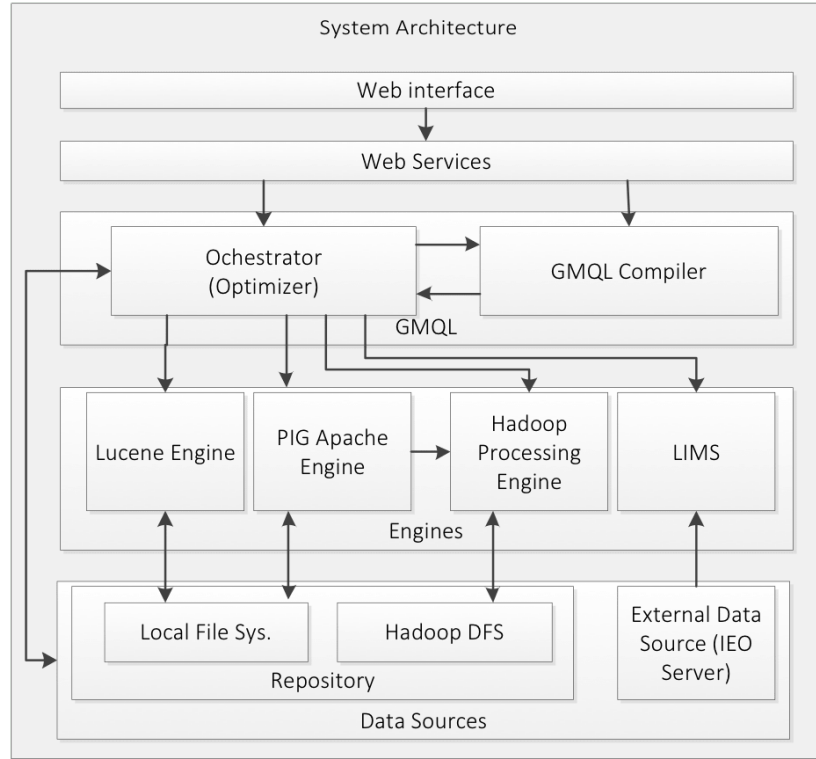 System Architecture
Web interface
Web Services
Ochestrator
(Optimizer)
GMQL Compiler
GMQL
Lucene Engine
PIG Apache
Engine
Hadoop
Processing
Engine
LIMS
Engines
Local File Sys.
Hadoop DFS
Repository
External Data
Source (IEO
Server)
Data Sources